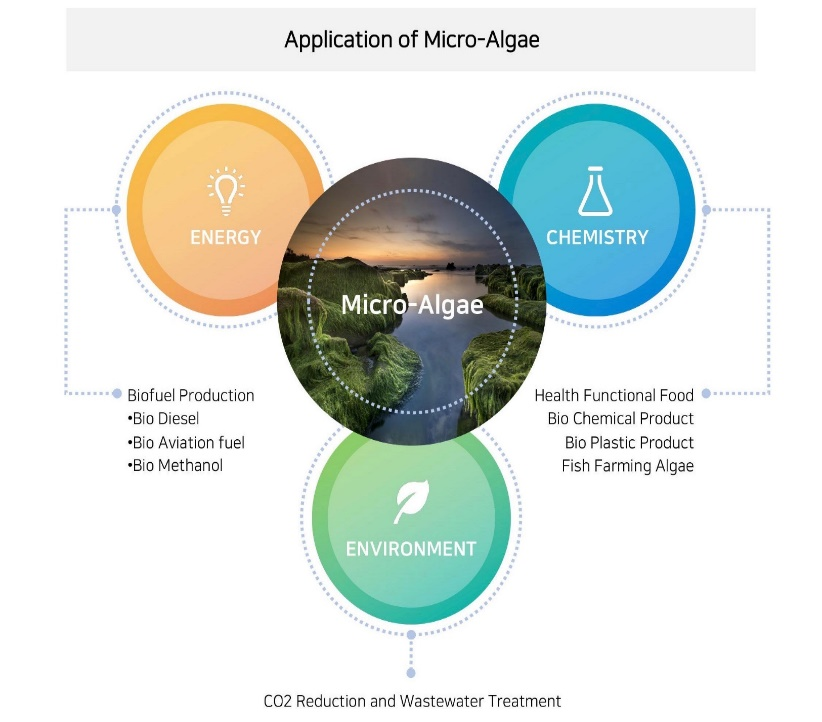 Application of Micro-Algae
ENERGY
CHEMISTRY
Micro-Algae
Biofuel Production
•Bio Diesel
•Bio Aviation fuel
•Bio Methanol
Health Functional Food
Bio Chemical Product
Bio Plastic Product
Fish Farming Algae
ENVIRONMENT
CO2 Reduction and Wastewater Treatment